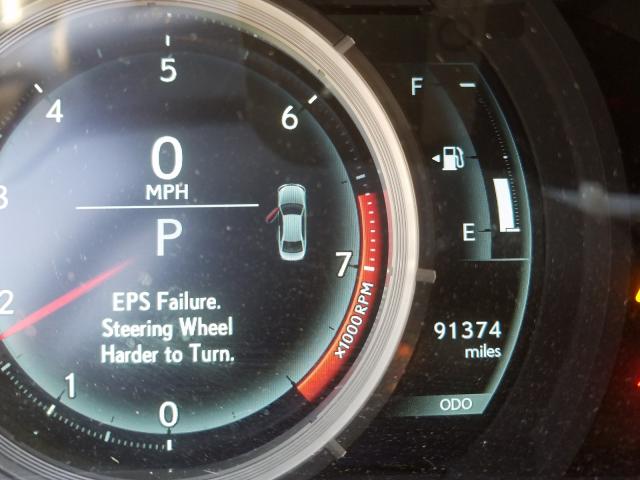 5
4
6
3
0
MPH
P
7
2
EPS Failure.
Steering Wheel
Harder to Turn.
x1000RPM
1
0
F
E
91374
miles
ODO